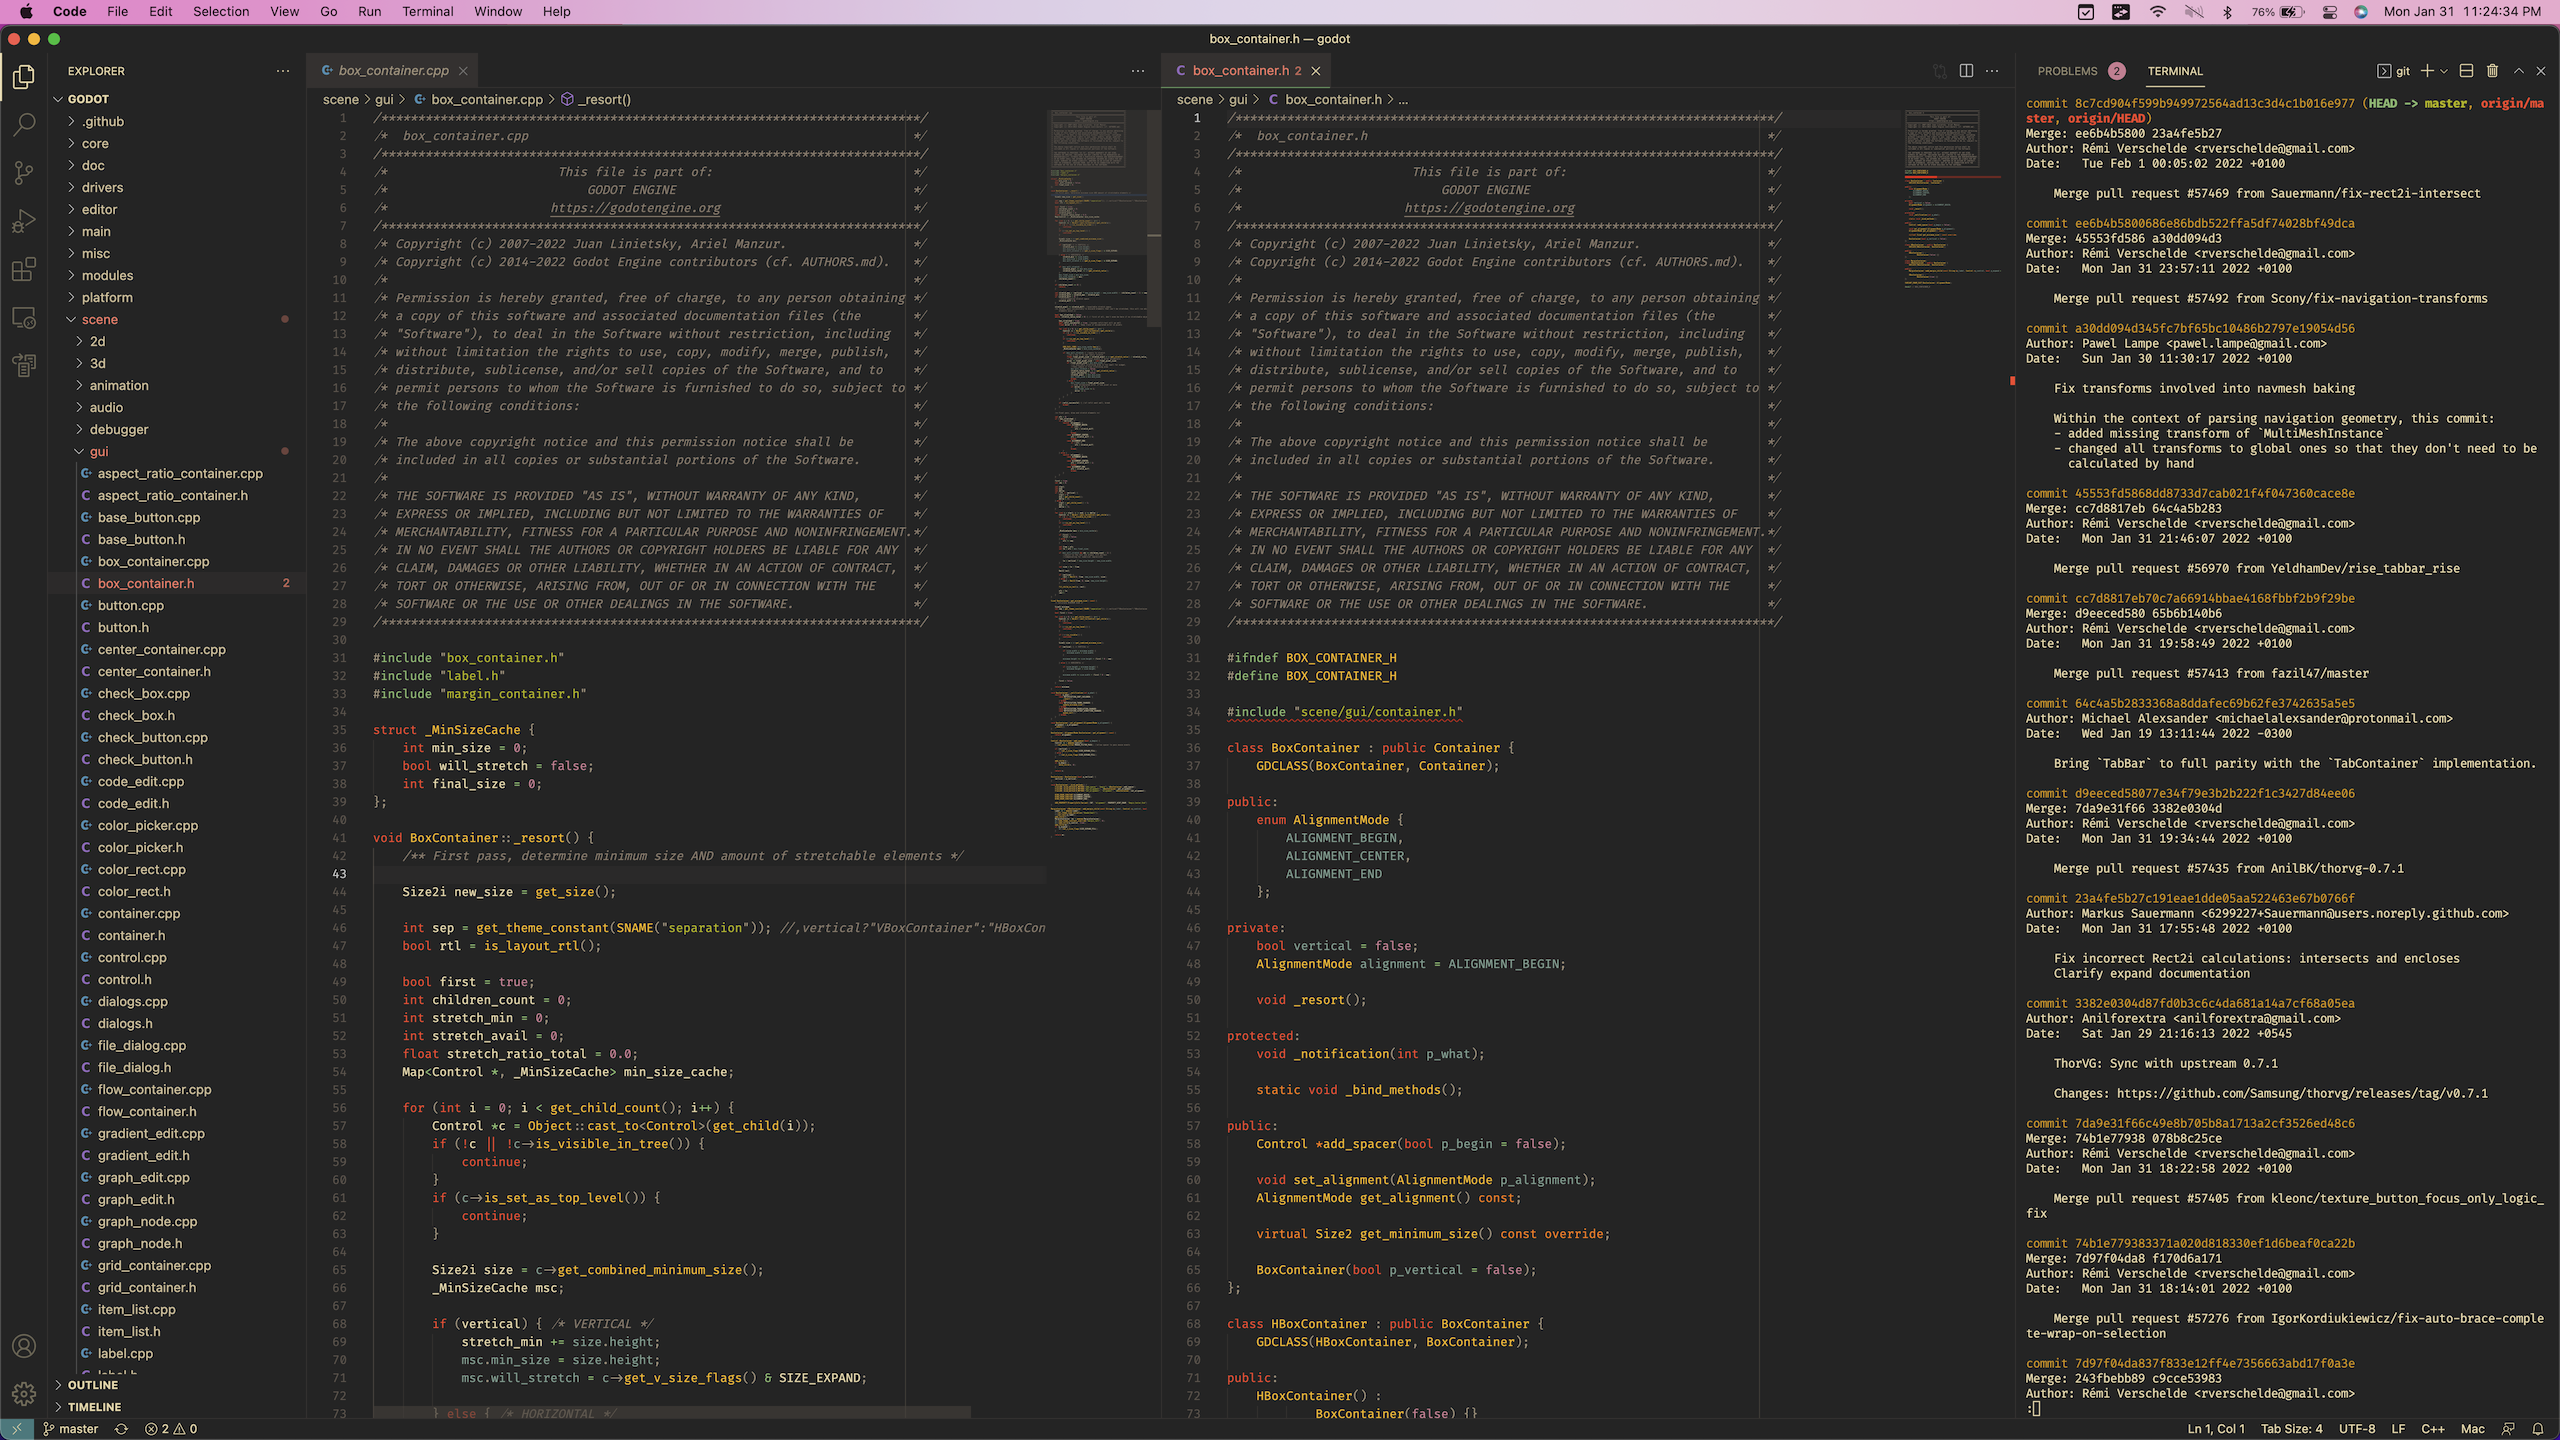 Code File Edit Selection View Go Run Terminal Window Help
76% Mon Jan 31 11:24:34 PM
box_container.h — godot
EXPLORER
GODOT
.github
core
doc
drivers
editor
main
misc
modules
platform
scene
2d
3d
animation
audio
debugger
gui
aspect_ratio_container.cpp
aspect_ratio_container.h
base_button.cpp
base_button.h
box_container.cpp
box_container.h 2
button.cpp
button.h
center_container.cpp
center_container.h
check_box.cpp
check_box.h
check_button.cpp
check_button.h
code_edit.cpp
code_edit.h
color_picker.cpp
color_picker.h
color_rect.cpp
color_rect.h
container.cpp
container.h
control.cpp
control.h
dialogs.cpp
dialogs.h
file_dialog.cpp
file_dialog.h
flow_container.cpp
flow_container.h
gradient_edit.cpp
gradient_edit.h
graph_edit.cpp
graph_edit.h
graph_node.cpp
graph_node.h
grid_container.cpp
grid_container.h
item_list.cpp
item_list.h
label.cpp
OUTLINE
TIMELINE
box_container.cpp
scene > gui > box_container.cpp > _resort()
1 /*************************************************************************/
2 /*  box_container.cpp                                                    */
3 /*************************************************************************/
4 /*                       This file is part of:                           */
5 /*                           GODOT ENGINE                                */
6 /*                      https://godotengine.org                          */
7 /*************************************************************************/
8 /* Copyright (c) 2007-2022 Juan Linietsky, Ariel Manzur.                 */
9 /* Copyright (c) 2014-2022 Godot Engine contributors (cf. AUTHORS.md).   */
10 /*                                                                       */
11 /* Permission is hereby granted, free of charge, to any person obtaining */
12 /* a copy of this software and associated documentation files (the       */
13 /* "Software"), to deal in the Software without restriction, including   */
14 /* without limitation the rights to use, copy, modify, merge, publish,   */
15 /* distribute, sublicense, and/or sell copies of the Software, and to    */
16 /* permit persons to whom the Software is furnished to do so, subject to */
17 /* the following conditions:                                             */
18 /*                                                                       */
19 /* The above copyright notice and this permission notice shall be        */
20 /* included in all copies or substantial portions of the Software.       */
21 /*                                                                       */
22 /* THE SOFTWARE IS PROVIDED "AS IS", WITHOUT WARRANTY OF ANY KIND,       */
23 /* EXPRESS OR IMPLIED, INCLUDING BUT NOT LIMITED TO THE WARRANTIES OF    */
24 /* MERCHANTABILITY, FITNESS FOR A PARTICULAR PURPOSE AND NONINFRINGEMENT.*/
25 /* IN NO EVENT SHALL THE AUTHORS OR COPYRIGHT HOLDERS BE LIABLE FOR ANY  */
26 /* CLAIM, DAMAGES OR OTHER LIABILITY, WHETHER IN AN ACTION OF CONTRACT,  */
27 /* TORT OR OTHERWISE, ARISING FROM, OUT OF OR IN CONNECTION WITH THE     */
28 /* SOFTWARE OR THE USE OR OTHER DEALINGS IN THE SOFTWARE.                */
29 /*************************************************************************/
30
31 #include "box_container.h"
32 #include "label.h"
33 #include "margin_container.h"
34
35 struct _MinSizeCache {
36 int min_size = 0;
37 bool will_stretch = false;
38 int final_size = 0;
39 };
40
41 void BoxContainer::_resort() {
42 /** First pass, determine minimum size AND amount of stretchable elements */
43
44 Size2i new_size = get_size();
45
46 int sep = get_theme_constant(SNAME("separation")); //,vertical?"VBoxContainer":"HBoxCon
47 bool rtl = is_layout_rtl();
48
49 bool first = true;
50 int children_count = 0;
51 int stretch_min = 0;
52 int stretch_avail = 0;
53 float stretch_ratio_total = 0.0;
54 Map<Control *, _MinSizeCache> min_size_cache;
55
56 for (int i = 0; i < get_child_count(); i++) {
57 Control *c = Object::cast_to<Control>(get_child(i));
58 if (!c || !c->is_visible_in_tree()) {
59 continue;
60 }
61 if (c->is_set_as_top_level()) {
62 continue;
63 }
64
65 Size2i size = c->get_combined_minimum_size();
66 _MinSizeCache msc;
67
68 if (vertical) { /* VERTICAL */
69 stretch_min += size.height;
70 msc.min_size = size.height;
71 msc.will_stretch = c->get_v_size_flags() & SIZE_EXPAND;
72
73 } else { /* HORIZONTAL */
box_container.h 2
scene > gui > box_container.h > ...
1 /*************************************************************************/
2 /*  box_container.h                                                      */
3 /*************************************************************************/
4 /*                       This file is part of:                           */
5 /*                           GODOT ENGINE                                */
6 /*                      https://godotengine.org                          */
7 /*************************************************************************/
8 /* Copyright (c) 2007-2022 Juan Linietsky, Ariel Manzur.                 */
9 /* Copyright (c) 2014-2022 Godot Engine contributors (cf. AUTHORS.md).   */
10 /*                                                                       */
11 /* Permission is hereby granted, free of charge, to any person obtaining */
12 /* a copy of this software and associated documentation files (the       */
13 /* "Software"), to deal in the Software without restriction, including   */
14 /* without limitation the rights to use, copy, modify, merge, publish,   */
15 /* distribute, sublicense, and/or sell copies of the Software, and to    */
16 /* permit persons to whom the Software is furnished to do so, subject to */
17 /* the following conditions:                                             */
18 /*                                                                       */
19 /* The above copyright notice and this permission notice shall be        */
20 /* included in all copies or substantial portions of the Software.       */
21 /*                                                                       */
22 /* THE SOFTWARE IS PROVIDED "AS IS", WITHOUT WARRANTY OF ANY KIND,       */
23 /* EXPRESS OR IMPLIED, INCLUDING BUT NOT LIMITED TO THE WARRANTIES OF    */
24 /* MERCHANTABILITY, FITNESS FOR A PARTICULAR PURPOSE AND NONINFRINGEMENT.*/
25 /* IN NO EVENT SHALL THE AUTHORS OR COPYRIGHT HOLDERS BE LIABLE FOR ANY  */
26 /* CLAIM, DAMAGES OR OTHER LIABILITY, WHETHER IN AN ACTION OF CONTRACT,  */
27 /* TORT OR OTHERWISE, ARISING FROM, OUT OF OR IN CONNECTION WITH THE     */
28 /* SOFTWARE OR THE USE OR OTHER DEALINGS IN THE SOFTWARE.                */
29 /*************************************************************************/
30
31 #ifndef BOX_CONTAINER_H
32 #define BOX_CONTAINER_H
33
34 #include "scene/gui/container.h"
35
36 class BoxContainer : public Container {
37 GDCLASS(BoxContainer, Container);
38
39 public:
40 enum AlignmentMode {
41 ALIGNMENT_BEGIN,
42 ALIGNMENT_CENTER,
43 ALIGNMENT_END
44 };
45
46 private:
47 bool vertical = false;
48 AlignmentMode alignment = ALIGNMENT_BEGIN;
49
50 void _resort();
51
52 protected:
53 void _notification(int p_what);
54
55 static void _bind_methods();
56
57 public:
58 Control *add_spacer(bool p_begin = false);
59
60 void set_alignment(AlignmentMode p_alignment);
61 AlignmentMode get_alignment() const;
62
63 virtual Size2 get_minimum_size() const override;
64
65 BoxContainer(bool p_vertical = false);
66 };
67
68 class HBoxContainer : public BoxContainer {
69 GDCLASS(HBoxContainer, BoxContainer);
70
71 public:
72 HBoxContainer() :
73 BoxContainer(false) {}
PROBLEMS 2 TERMINAL git
commit 8c7cd904f599b949972564ad13c3d4c1b016e977 (HEAD -> master, origin/ma
ster, origin/HEAD)
Merge: ee6b4b5800 23a4fe5b27
Author: Rémi Verschelde <rverschelde@gmail.com>
Date:   Tue Feb 1 00:05:02 2022 +0100
Merge pull request #57469 from Sauermann/fix-rect2i-intersect
commit ee6b4b5800686e86bdb522ffa5df74028bf49dca
Merge: 45553fd586 a30dd094d3
Author: Rémi Verschelde <rverschelde@gmail.com>
Date:   Mon Jan 31 23:57:11 2022 +0100
Merge pull request #57492 from Scony/fix-navigation-transforms
commit a30dd094d345fc7bf65bc10486b2797e19054d56
Author: Pawel Lampe <pawel.lampe@gmail.com>
Date:   Sun Jan 30 11:30:17 2022 +0100
Fix transforms involved into navmesh baking
Within the context of parsing navigation geometry, this commit:
- added missing transform of `MultiMeshInstance`
- changed all transforms to global ones so that they don't need to be
calculated by hand
commit 45553fd5868dd8733d7cab021f4f047360cace8e
Merge: cc7d8817eb 64c4a5b283
Author: Rémi Verschelde <rverschelde@gmail.com>
Date:   Mon Jan 31 21:46:07 2022 +0100
Merge pull request #56970 from YeldhamDev/rise_tabbar_rise
commit cc7d8817eb70c7a66914bbae4168fbbf2b9f29be
Merge: d9eeced580 65b6b140b6
Author: Rémi Verschelde <rverschelde@gmail.com>
Date:   Mon Jan 31 19:58:49 2022 +0100
Merge pull request #57413 from fazil47/master
commit 64c4a5b2833368a8ddafec69b62fe3742635a5e5
Author: Michael Alexsander <michaelalexsander@protonmail.com>
Date:   Wed Jan 19 13:11:44 2022 -0300
Bring `TabBar` to full parity with the `TabContainer` implementation.
commit d9eeced58077e34f79e3b2b222f1c3427d84ee06
Merge: 7da9e31f66 3382e0304d
Author: Rémi Verschelde <rverschelde@gmail.com>
Date:   Mon Jan 31 19:34:44 2022 +0100
Merge pull request #57435 from AnilBK/thorvg-0.7.1
commit 23a4fe5b27c191eae1dde05aa522463e67b0766f
Author: Markus Sauermann <6299227+Sauermann@users.noreply.github.com>
Date:   Mon Jan 31 17:55:48 2022 +0100
Fix incorrect Rect2i calculations: intersects and encloses
Clarify expand documentation
commit 3382e0304d87fd0b3c6c4da681a14a7cf68a05ea
Author: Anilforextra <anilforextra@gmail.com>
Date:   Sat Jan 29 21:16:13 2022 +0545
ThorVG: Sync with upstream 0.7.1
Changes: https://github.com/Samsung/thorvg/releases/tag/v0.7.1
commit 7da9e31f66c49e8b705b8a1713a2cf3526ed48c6
Merge: 74b1e77938 078b8c25ce
Author: Rémi Verschelde <rverschelde@gmail.com>
Date:   Mon Jan 31 18:22:58 2022 +0100
Merge pull request #57405 from kleonc/texture_button_focus_only_logic_
fix
commit 74b1e779383371a020d818330ef1d6beaf0ca22b
Merge: 7d97f04da8 f170d6a171
Author: Rémi Verschelde <rverschelde@gmail.com>
Date:   Mon Jan 31 18:14:01 2022 +0100
Merge pull request #57276 from IgorKordiukiewicz/fix-auto-brace-comple
te-wrap-on-selection
commit 7d97f04da837f833e12ff4e7356663abd17f0a3e
Merge: 243fbebb89 c9cce53983
Author: Rémi Verschelde <rverschelde@gmail.com>
:
master 2 0 Ln 1, Col 1 Tab Size: 4 UTF-8 LF C++ Mac